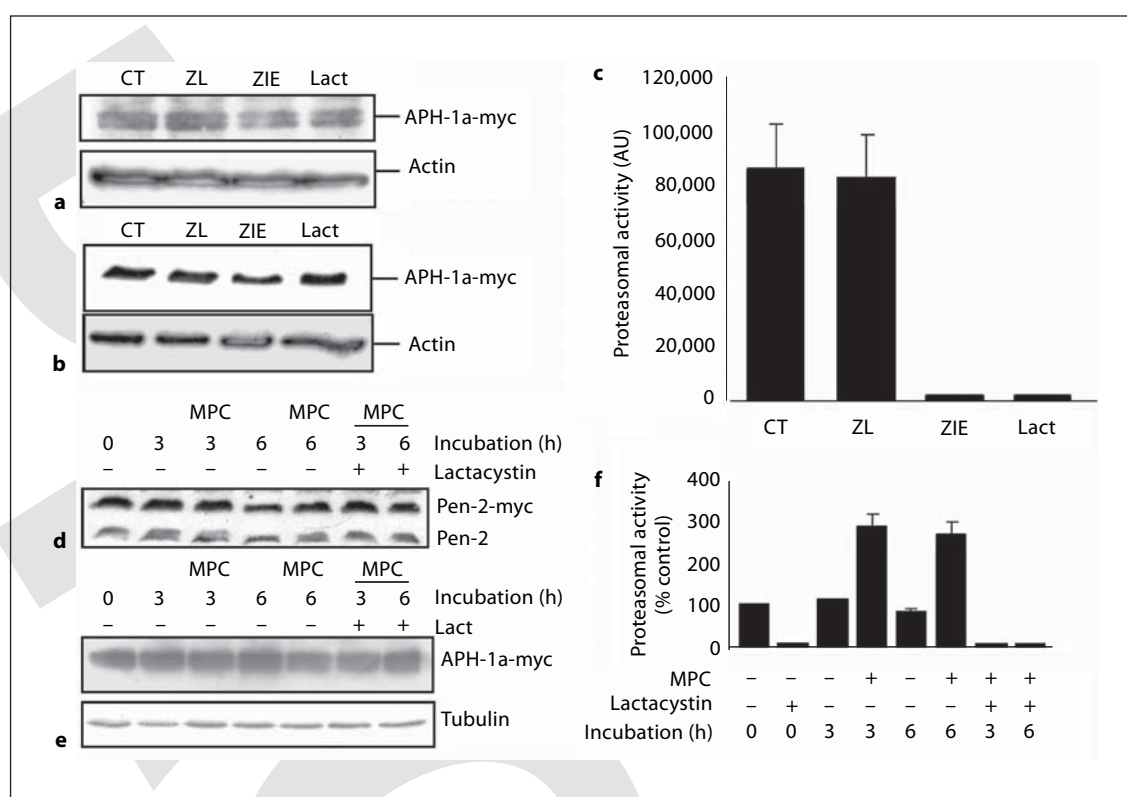 CT ZL ZIE Lact
APH-1a-myc
Actin
a
CT ZL ZIE Lact
APH-1a-myc
Actin
b
c
120,000
100,000
80,000
60,000
40,000
20,000
0
Proteasomal activity (AU)
CT ZL ZIE Lact
MPC MPC MPC
0 3 3 6 6 3 6 Incubation (h)
– – – – – + + Lactacystin
Pen-2-myc
Pen-2
d
MPC MPC MPC
0 3 3 6 6 3 6 Incubation (h)
– – – – – + + Lact
APH-1a-myc
Tubulin
e
f
400
300
200
100
0
Proteasomal activity
(% control)
MPC – – – + – + + +
Lactacystin – + – – – – + +
Incubation (h) 0 0 3 3 6 6 3 6